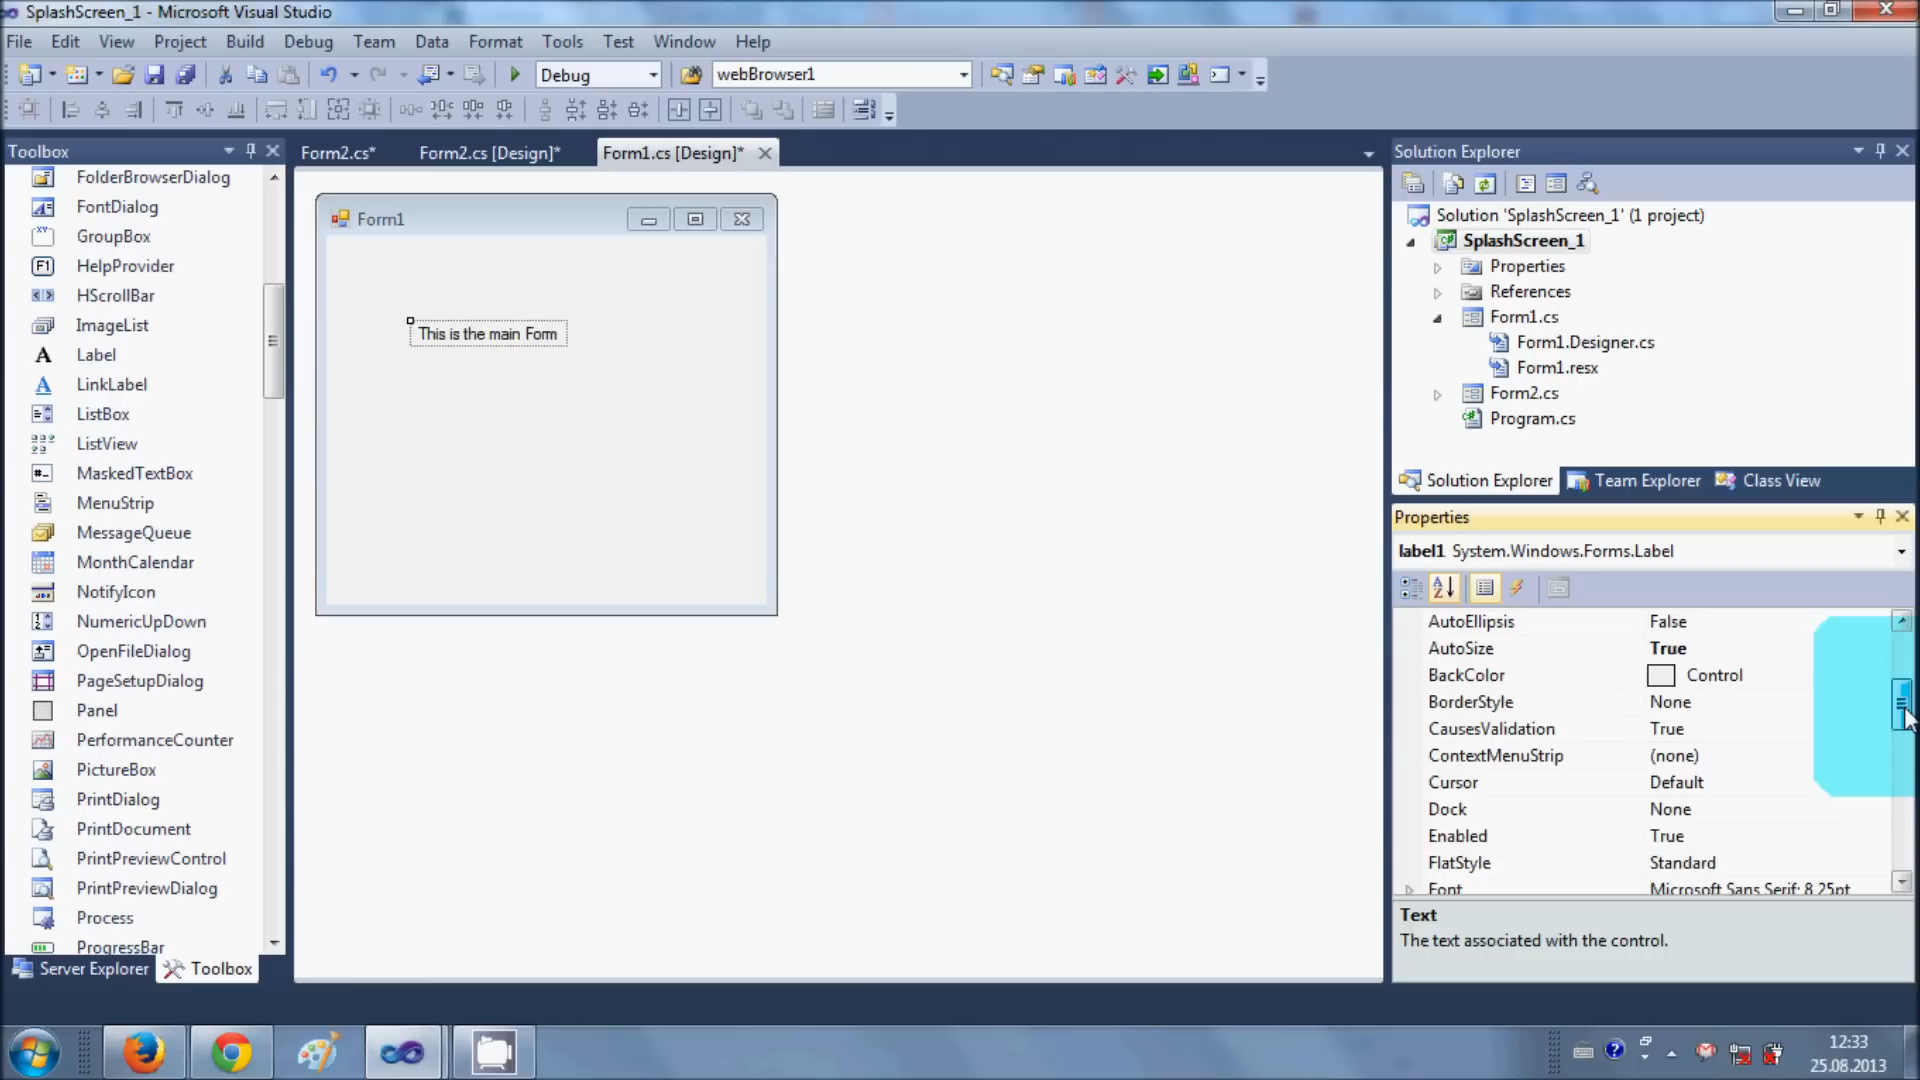 SplashScreen_1 - Microsoft Visual Studio
File Edit View Project Build Debug Team Data Format Tools Test Window Help
Debug webBrowser1
Toolbox
Form2.cs* Form2.cs [Design]* Form1.cs [Design]*
Solution Explorer
FolderBrowserDialog
FontDialog
GroupBox
HelpProvider
HScrollBar
ImageList
Label
LinkLabel
ListBox
ListView
MaskedTextBox
MenuStrip
MessageQueue
MonthCalendar
NotifyIcon
NumericUpDown
OpenFileDialog
PageSetupDialog
Panel
PerformanceCounter
PictureBox
PrintDialog
PrintDocument
PrintPreviewControl
PrintPreviewDialog
Process
ProgressBar
Server Explorer Toolbox
Form1
This is the main Form
Solution 'SplashScreen_1' (1 project)
SplashScreen_1
Properties
References
Form1.cs
Form1.Designer.cs
Form1.resx
Form2.cs
Program.cs
Solution Explorer Team Explorer Class View
Properties
label1 System.Windows.Forms.Label
AutoEllipsis False
AutoSize True
BackColor Control
BorderStyle None
CausesValidation True
ContextMenuStrip (none)
Cursor Default
Dock None
Enabled True
FlatStyle Standard
Font Microsoft Sans Serif; 8,25pt
Text
The text associated with the control.
12:33
25.08.2013